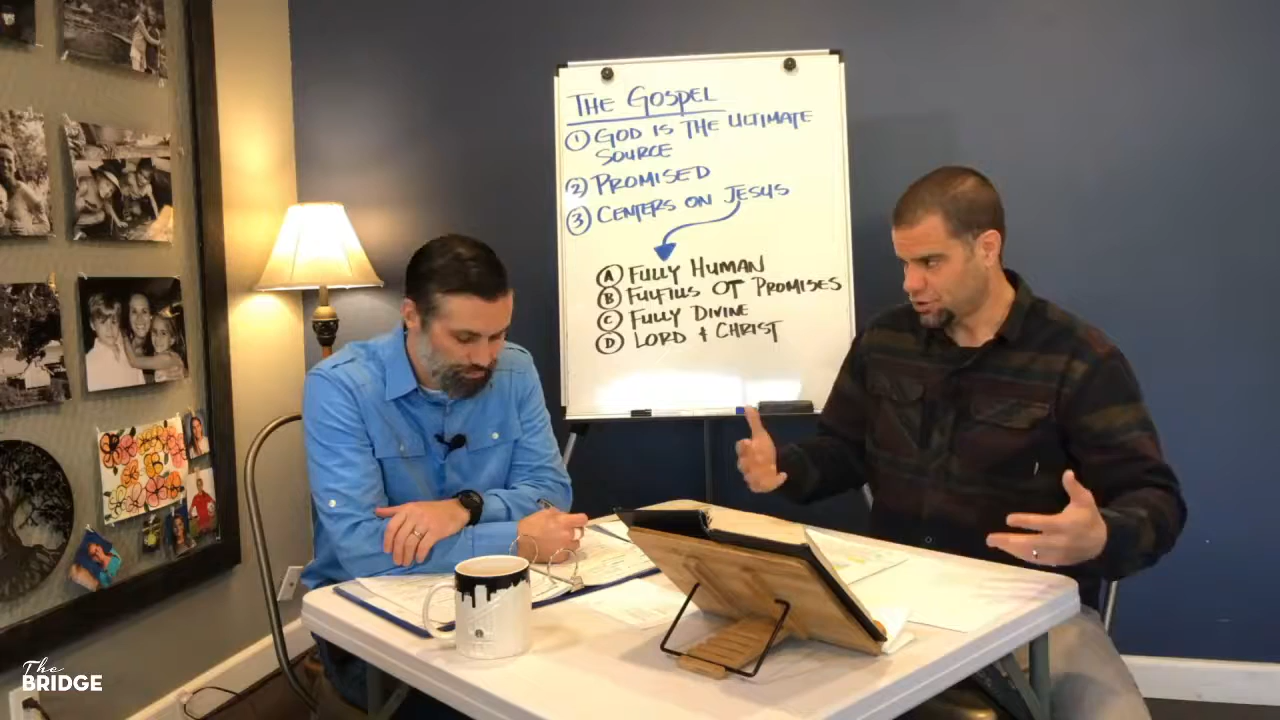 THE GOSPEL
① GOD IS THE ULTIMATE
SOURCE
② PROMISED
③ CENTERS ON JESUS
Ⓐ FULLY HUMAN
Ⓑ FULFILLS OT PROMISES
Ⓒ FULLY DIVINE
Ⓓ LORD & CHRIST
The
BRIDGE